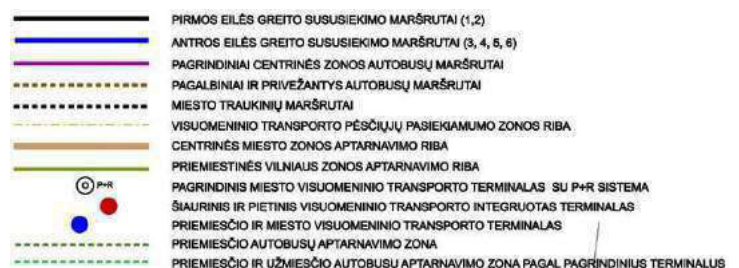 PIRMOS EILĖS GREITO SUSUSIEKIMO MARŠRUTAI (1,2)
ANTROS EILĖS GREITO SUSUSIEKIMO MARŠRUTAI (3, 4, 5, 6)
PAGRINDINIAI CENTRINĖS ZONOS AUTOBUSŲ MARŠRUTAI
PAGALBINIAI IR PRIVEŽANTYS AUTOBUSŲ MARŠRUTAI
MIESTO TRAUKINIŲ MARŠRUTAI
VISUOMENINIO TRANSPORTO PĖSČIŲJŲ PASIEKIAMUMO ZONOS RIBA
CENTRINĖS MIESTO ZONOS APTARNAVIMO RIBA
PRIEMIESTINĖS VILNIAUS ZONOS APTARNAVIMO RIBA
P+R PAGRINDINIS MIESTO VISUOMENINIO TRANSPORTO TERMINALAS SU P+R SISTEMA
ŠIAURINIS IR PIETINIS VISUOMENINIO TRANSPORTO INTEGRUOTAS TERMINALAS
PRIEMIESČIO IR MIESTO VISUOMENINIO TRANSPORTO TERMINALAS
PRIEMIESČIO AUTOBUSŲ APTARNAVIMO ZONA
PRIEMIESČIO IR UŽMIESČIO AUTOBUSU APTARNAVIMO ZONA PAGAL PAGRINDINIUS TERMINALUS